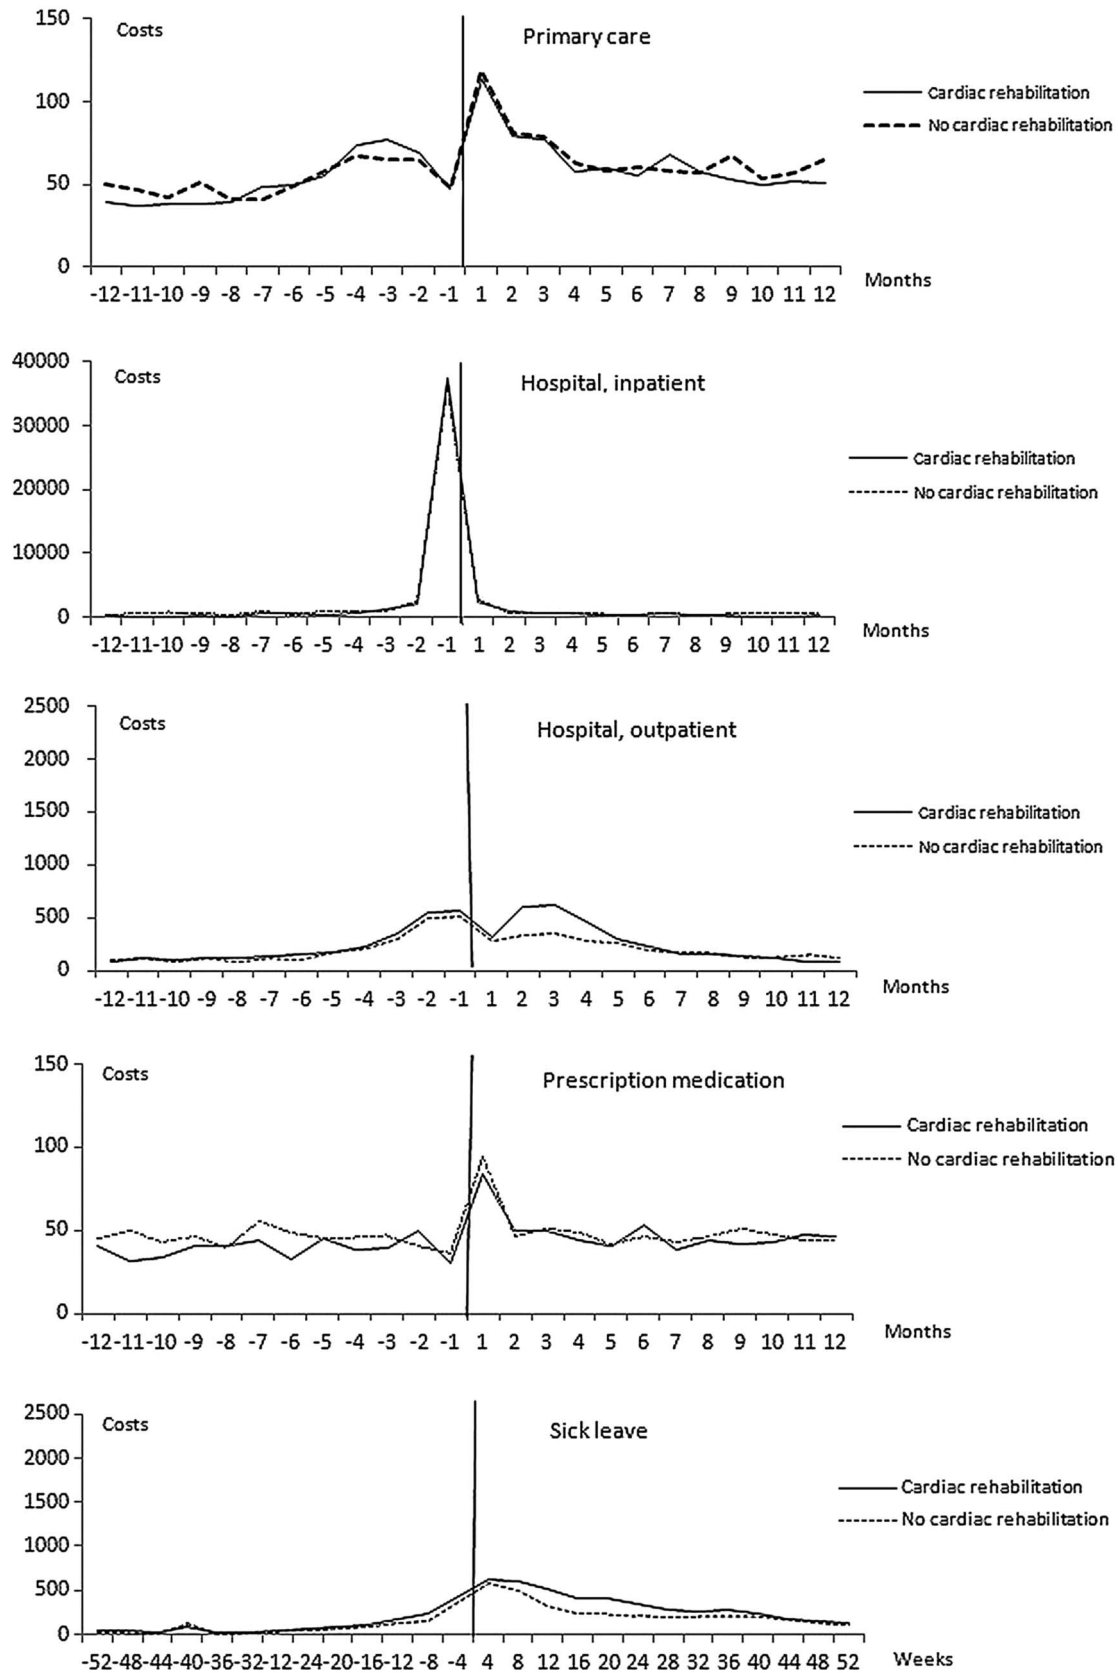 150
Costs
Primary care
100
Cardiac rehabilitation
No cardiac rehabilitation
50
0
-12 -11 -10 -9 -8 -7 -6 -5 -4 -3 -2 -1 1 2 3 4 5 6 7 8 9 10 11 12
Months
40000
Costs
Hospital, inpatient
30000
Cardiac rehabilitation
No cardiac rehabilitation
20000
10000
0
-12 -11 -10 -9 -8 -7 -6 -5 -4 -3 -2 -1 1 2 3 4 5 6 7 8 9 10 11 12
Months
2500
Costs
Hospital, outpatient
2000
1500
Cardiac rehabilitation
No cardiac rehabilitation
1000
500
0
-12 -11 -10 -9 -8 -7 -6 -5 -4 -3 -2 -1 1 2 3 4 5 6 7 8 9 10 11 12
Months
150
Costs
Prescription medication
Cardiac rehabilitation
100
No cardiac rehabilitation
50
0
-12 -11 -10 -9 -8 -7 -6 -5 -4 -3 -2 -1 1 2 3 4 5 6 7 8 9 10 11 12
Months
2500
Costs
Sick leave
2000
1500
Cardiac rehabilitation
No cardiac rehabilitation
1000
500
0
-52 -48 -44 -40 -36 -32 -12 -24 -20 -16 -12 -8 -4 4 8 12 16 20 24 28 32 36 40 44 48 52
Weeks